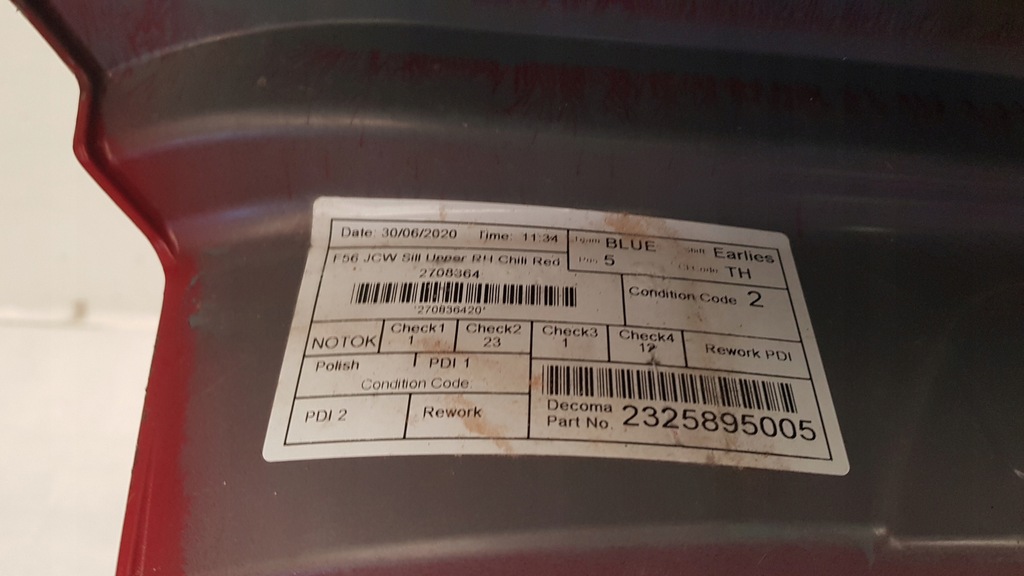 Date: 30/06/2020 Time: 11:34
BLUE Shift Earlies
Pos 5 TH
F56 JCW Sill Upper RH Chili Red
2708364
*270836420*
Condition Code 2
NOTOK Check1 Check2 Check3 Check4 Rework PDI
1 23 1 12
Polish PDI 1
Condition Code
PDI 2 Rework
Decoma
Part No. 2325895005